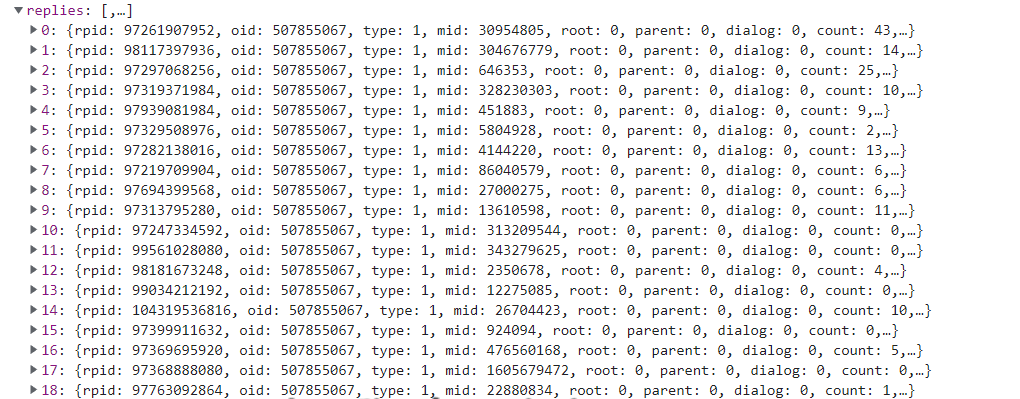 ▼replies: [,…]
▶0: {rpid: 97261907952, oid: 507855067, type: 1, mid: 30954805, root: 0, parent: 0, dialog: 0, count: 43,…}
▶1: {rpid: 98117397936, oid: 507855067, type: 1, mid: 304676779, root: 0, parent: 0, dialog: 0, count: 14,…}
▶2: {rpid: 97297068256, oid: 507855067, type: 1, mid: 646353, root: 0, parent: 0, dialog: 0, count: 25,…}
▶3: {rpid: 97319371984, oid: 507855067, type: 1, mid: 328230303, root: 0, parent: 0, dialog: 0, count: 10,…}
▶4: {rpid: 97939081984, oid: 507855067, type: 1, mid: 451883, root: 0, parent: 0, dialog: 0, count: 9,…}
▶5: {rpid: 97329508976, oid: 507855067, type: 1, mid: 5804928, root: 0, parent: 0, dialog: 0, count: 2,…}
▶6: {rpid: 97282138016, oid: 507855067, type: 1, mid: 4144220, root: 0, parent: 0, dialog: 0, count: 13,…}
▶7: {rpid: 97219709904, oid: 507855067, type: 1, mid: 86040579, root: 0, parent: 0, dialog: 0, count: 6,…}
▶8: {rpid: 97694399568, oid: 507855067, type: 1, mid: 27000275, root: 0, parent: 0, dialog: 0, count: 6,…}
▶9: {rpid: 97313795280, oid: 507855067, type: 1, mid: 13610598, root: 0, parent: 0, dialog: 0, count: 11,…}
▶10: {rpid: 97247334592, oid: 507855067, type: 1, mid: 313209544, root: 0, parent: 0, dialog: 0, count: 0,…}
▶11: {rpid: 99561028080, oid: 507855067, type: 1, mid: 343279625, root: 0, parent: 0, dialog: 0, count: 0,…}
▶12: {rpid: 98181673248, oid: 507855067, type: 1, mid: 2350678, root: 0, parent: 0, dialog: 0, count: 4,…}
▶13: {rpid: 99034212192, oid: 507855067, type: 1, mid: 12275085, root: 0, parent: 0, dialog: 0, count: 0,…}
▶14: {rpid: 104319536816, oid: 507855067, type: 1, mid: 26704423, root: 0, parent: 0, dialog: 0, count: 10,…}
▶15: {rpid: 97399911632, oid: 507855067, type: 1, mid: 924094, root: 0, parent: 0, dialog: 0, count: 0,…}
▶16: {rpid: 97369695920, oid: 507855067, type: 1, mid: 476560168, root: 0, parent: 0, dialog: 0, count: 5,…}
▶17: {rpid: 97368888080, oid: 507855067, type: 1, mid: 1605679472, root: 0, parent: 0, dialog: 0, count: 0,…}
▶18: {rpid: 97763092864, oid: 507855067, type: 1, mid: 22880834, root: 0, parent: 0, dialog: 0, count: 1,…}